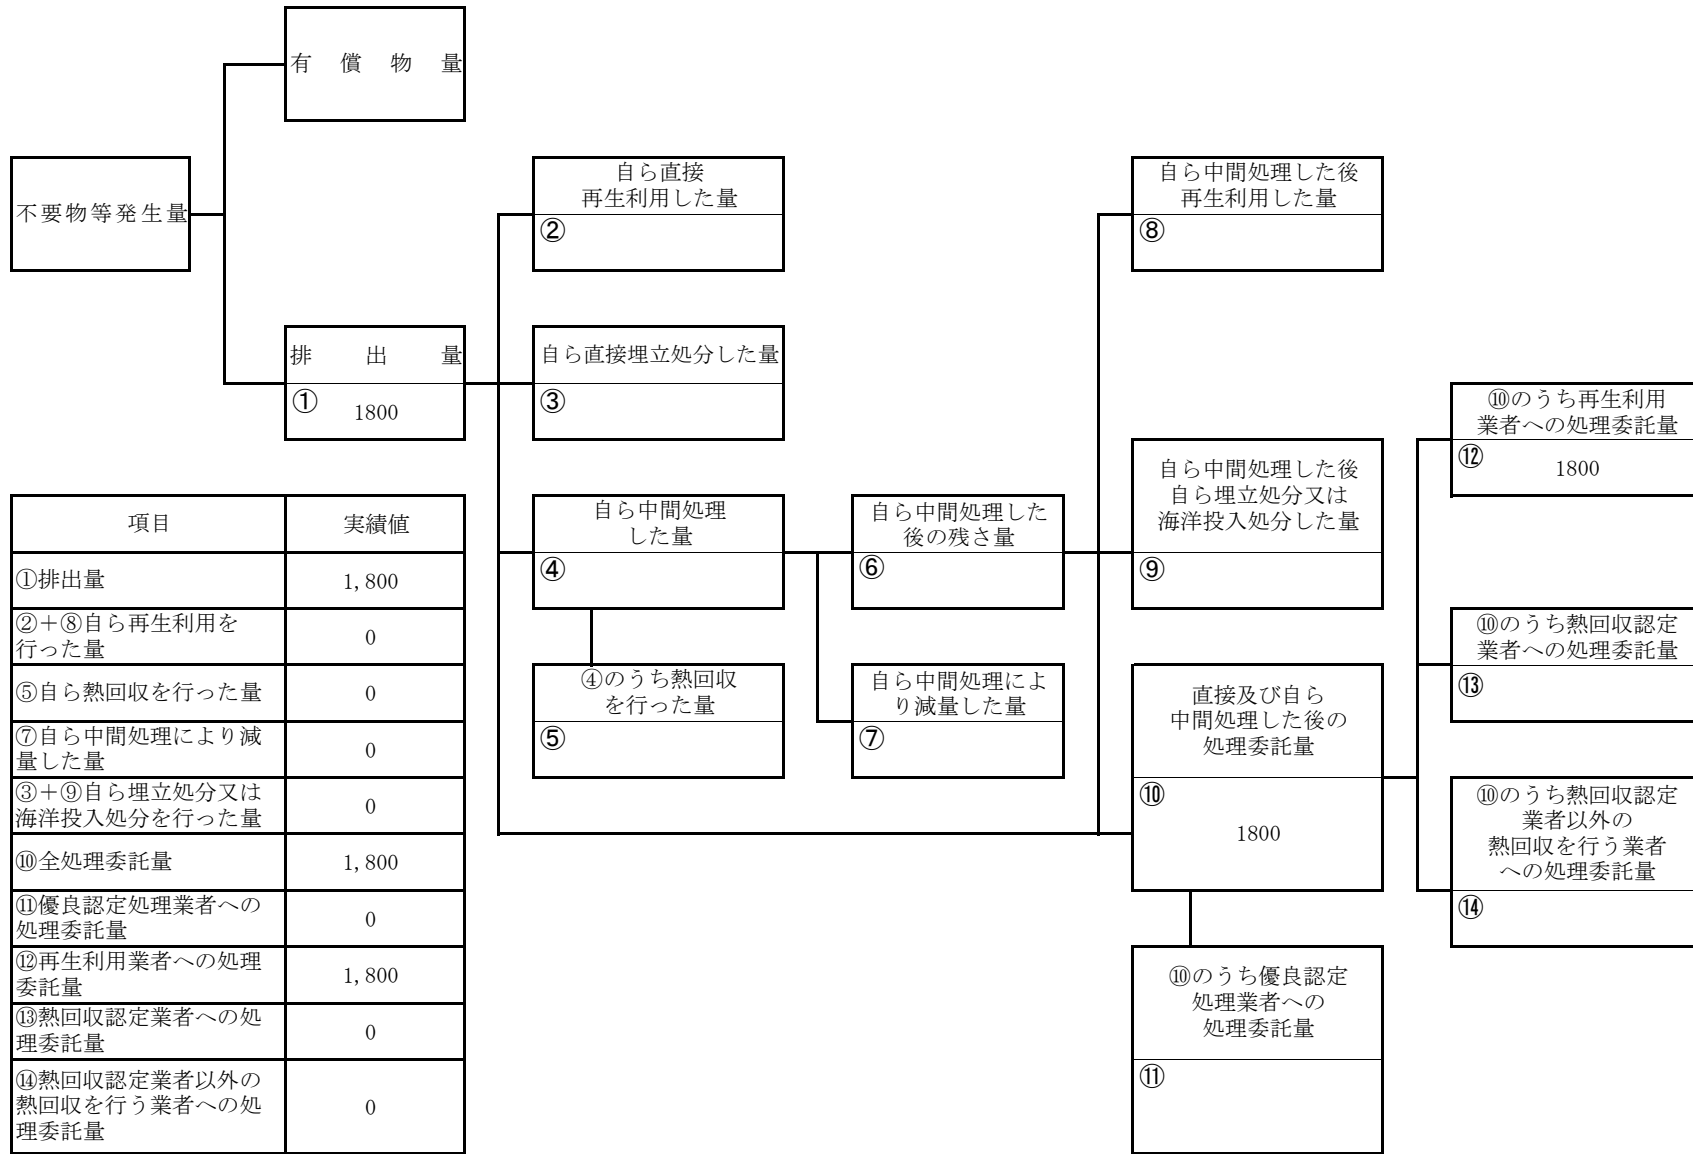 有償物量
不要物等発生量
排出量
① 1800
自ら直接
再生利用した量
②
自ら直接埋立処分した量
③
自ら中間処理
した量
④
④のうち熱回収
を行った量
⑤
自ら中間処理した
後の残さ量
⑥
自ら中間処理によ
り減量した量
⑦
自ら中間処理した後
再生利用した量
⑧
自ら中間処理した後
自ら埋立処分又は
海洋投入処分した量
⑨
直接及び自ら
中間処理した後の
処理委託量
⑩
1800
⑩のうち優良認定
処理業者への
処理委託量
⑪
⑩のうち再生利用
業者への処理委託量
⑫ 1800
⑩のうち熱回収認定
業者への処理委託量
⑬
⑩のうち熱回収認定
業者以外の
熱回収を行う業者
への処理委託量
⑭
項目 実績値
①排出量 1,800
②+⑧自ら再生利用を
行った量 0
⑤自ら熱回収を行った量 0
⑦自ら中間処理により減
量した量 0
③+⑨自ら埋立処分又は
海洋投入処分を行った量 0
⑩全処理委託量 1,800
⑪優良認定処理業者への
処理委託量 0
⑫再生利用業者への処理
委託量 1,800
⑬熱回収認定業者への処
理委託量 0
⑭熱回収認定業者以外の
熱回収を行う業者への処
理委託量 0